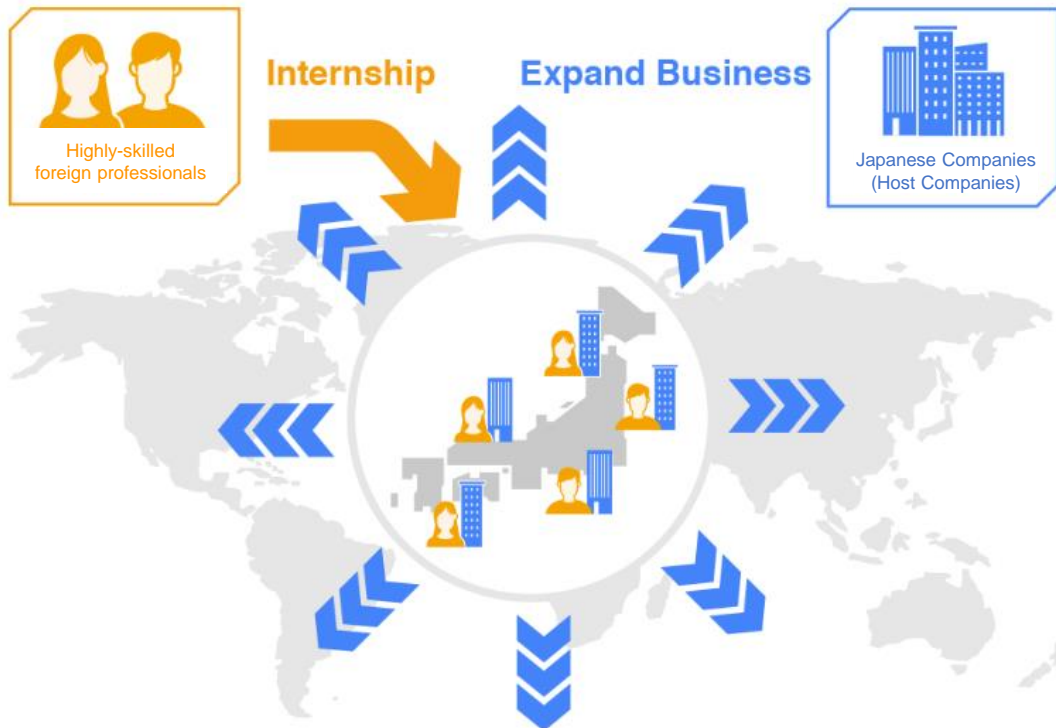 Internship
Expand Business
Highly-skilled
foreign professionals
Japanese Companies
(Host Companies)